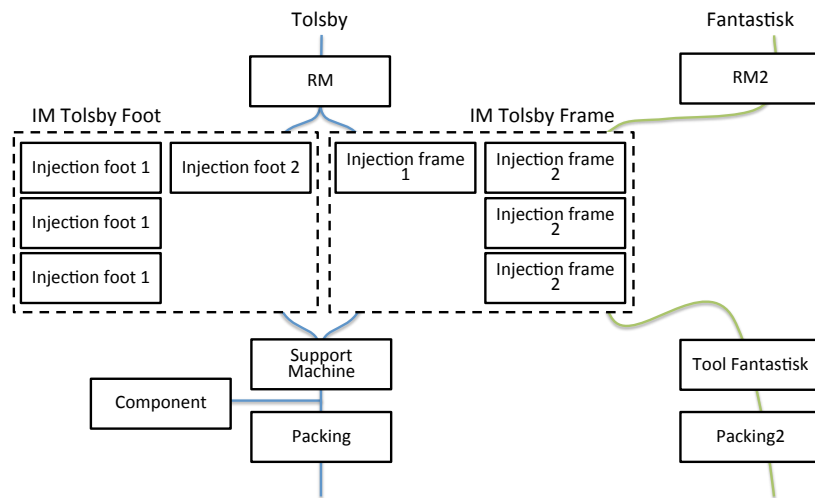 Tolsby
Fantastisk
RM
RM2
IM Tolsby Foot
IM Tolsby Frame
Injection foot 1
Injection foot 2
Injection frame
1
Injection frame
2
Injection foot 1
Injection frame
2
Injection foot 1
Injection frame
2
Support
Machine
Tool Fantastisk
Component
Packing
Packing2